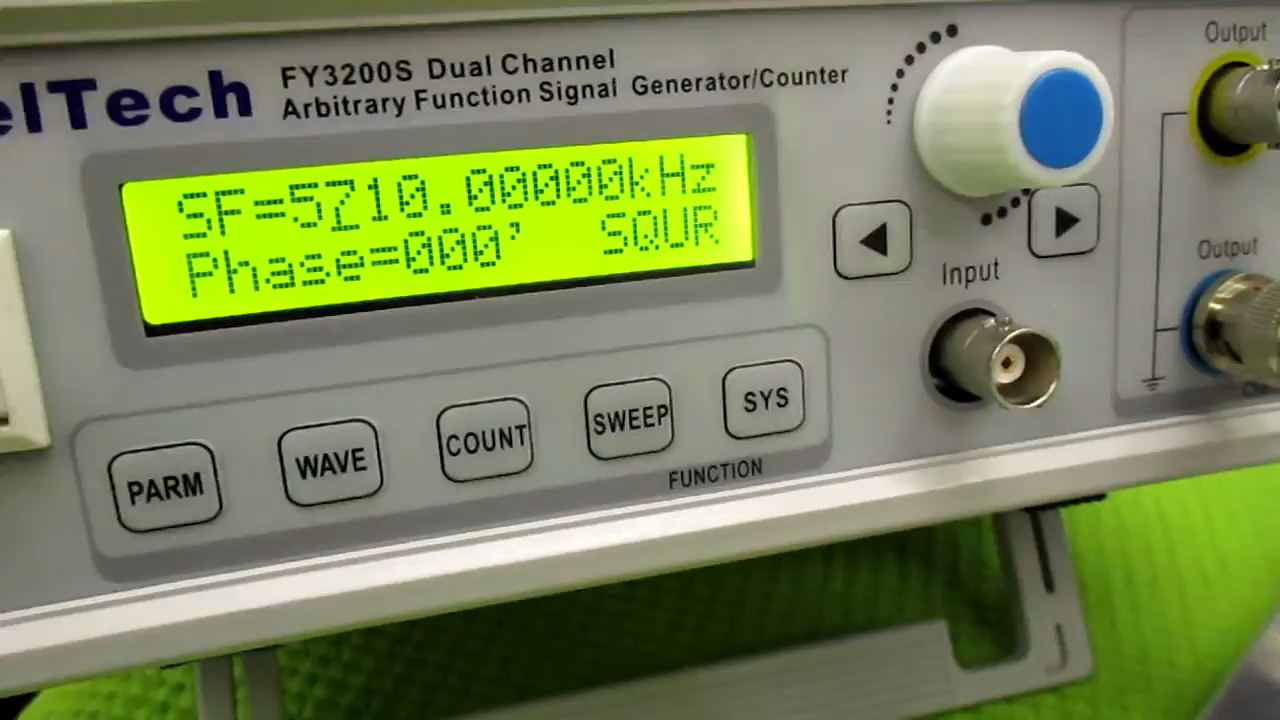 elTech
FY3200S Dual Channel
Arbitrary Function Signal Generator/Counter
SF=5710.00000kHz
Phase=000' SQUR
PARM
WAVE
COUNT
SWEEP
SYS
FUNCTION
Input
Output
Output